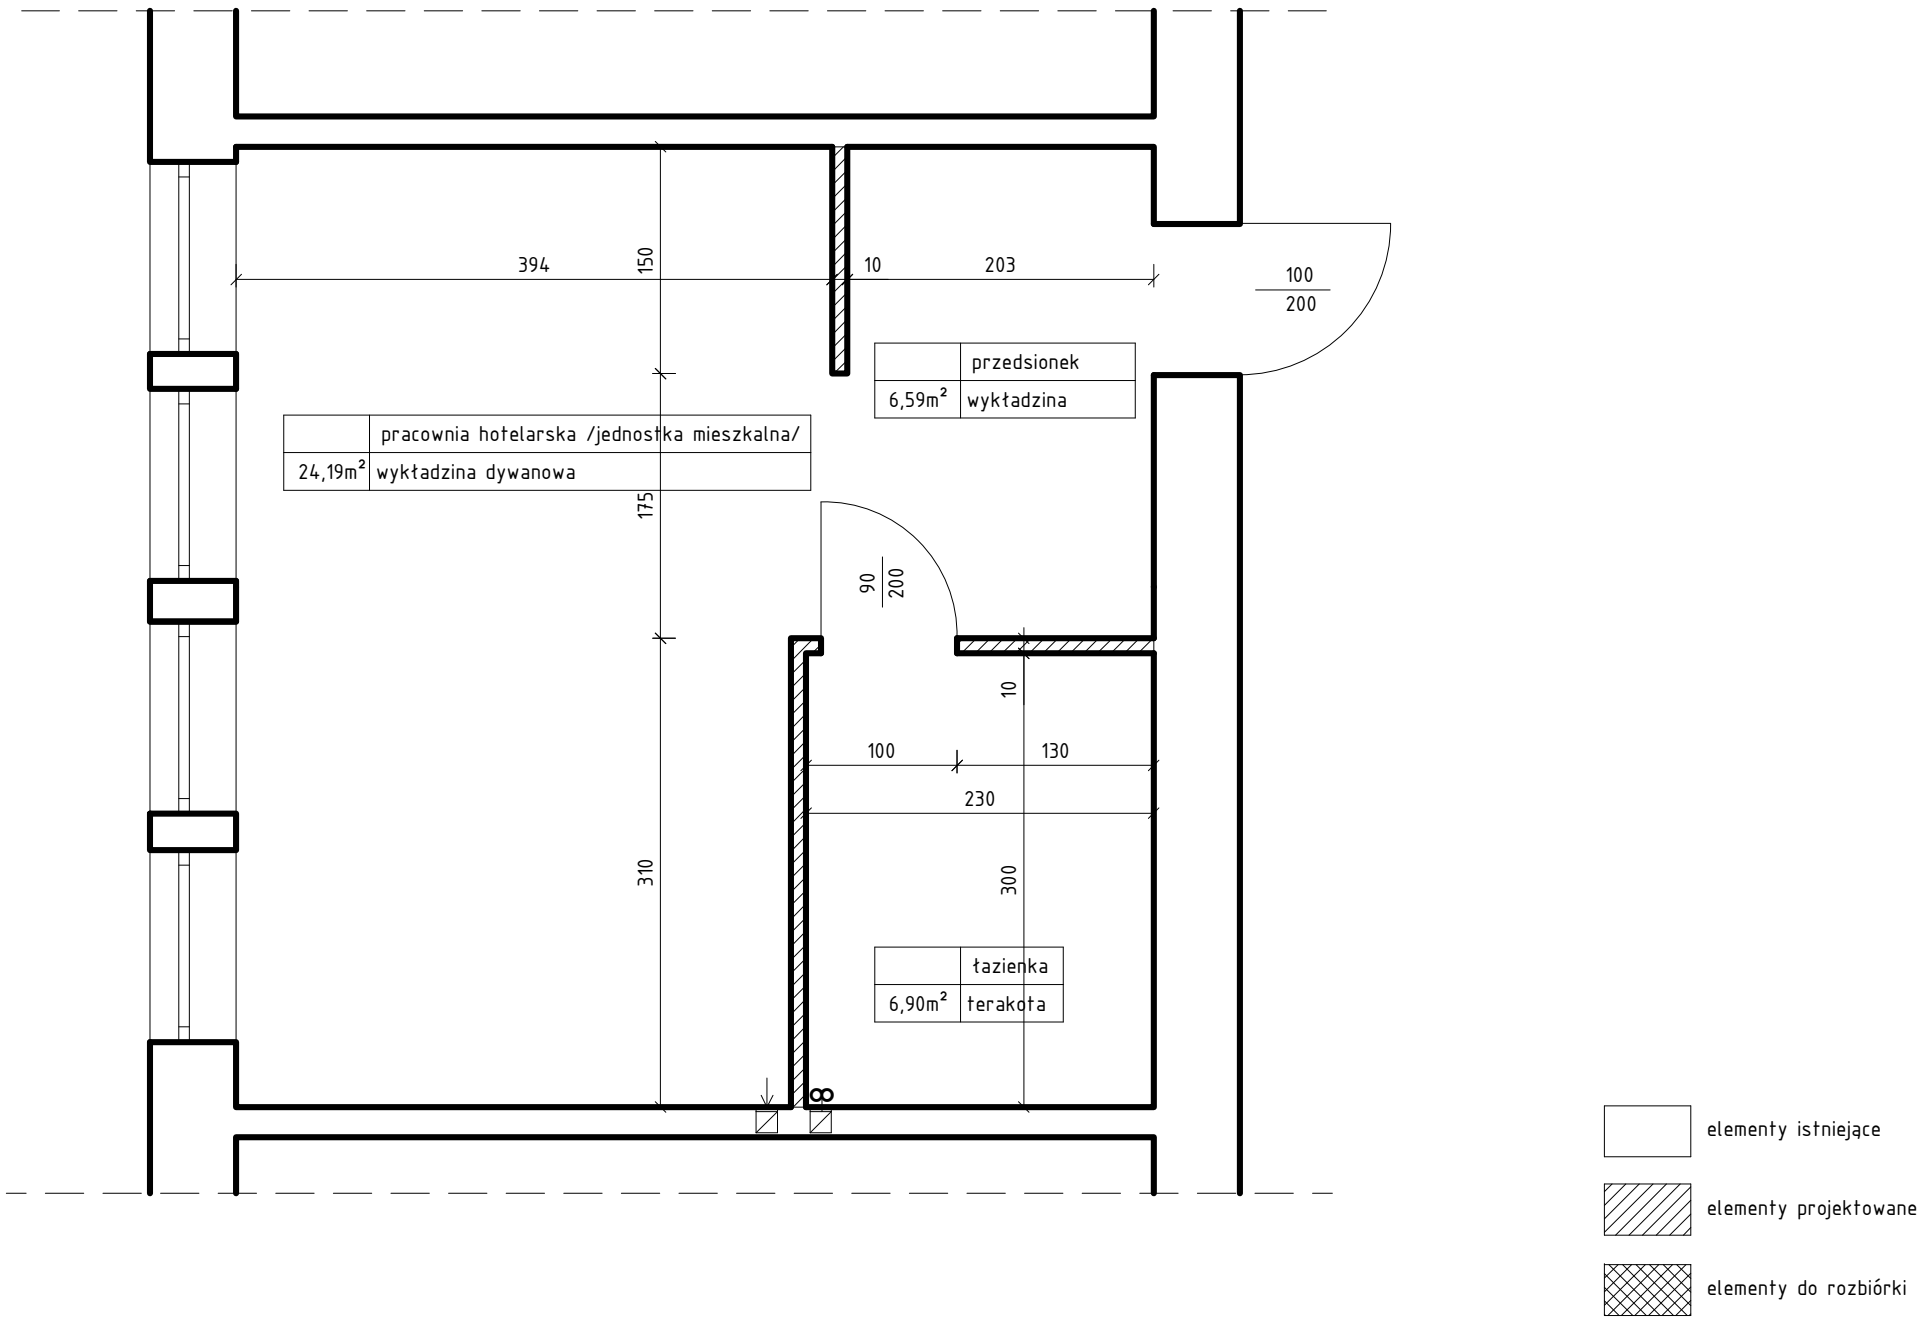 394
150
10
203
100
200
przedsionek
6,59m² wykładzina
pracownia hotelarska /jednostka mieszkalna/
24,19m² wykładzina dywanowa
175
90
200
10
100
130
230
310
300
łazienka
6,90m² terakota
elementy istniejące
elementy projektowane
elementy do rozbiórki